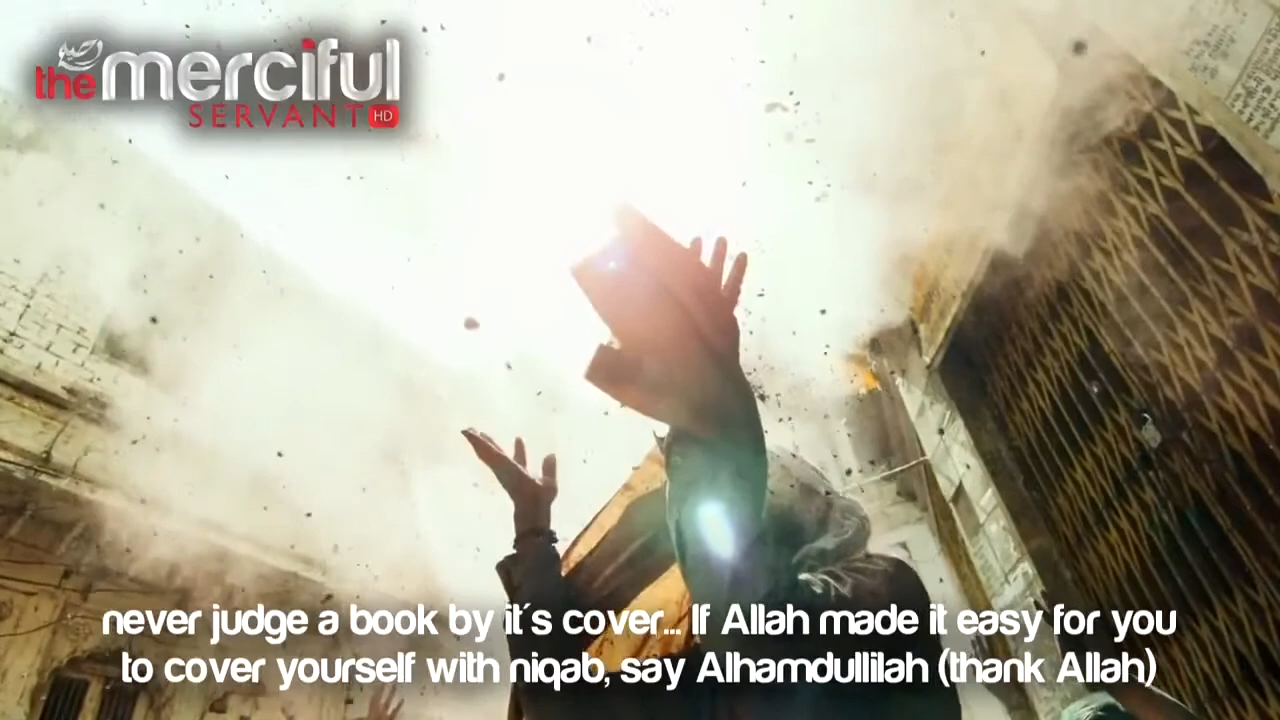 the merciful
SERVANT HD
never judge a book by it's cover... If Allah made it easy for you
to cover yourself with niqab, say Alhamdullilah (thank Allah)